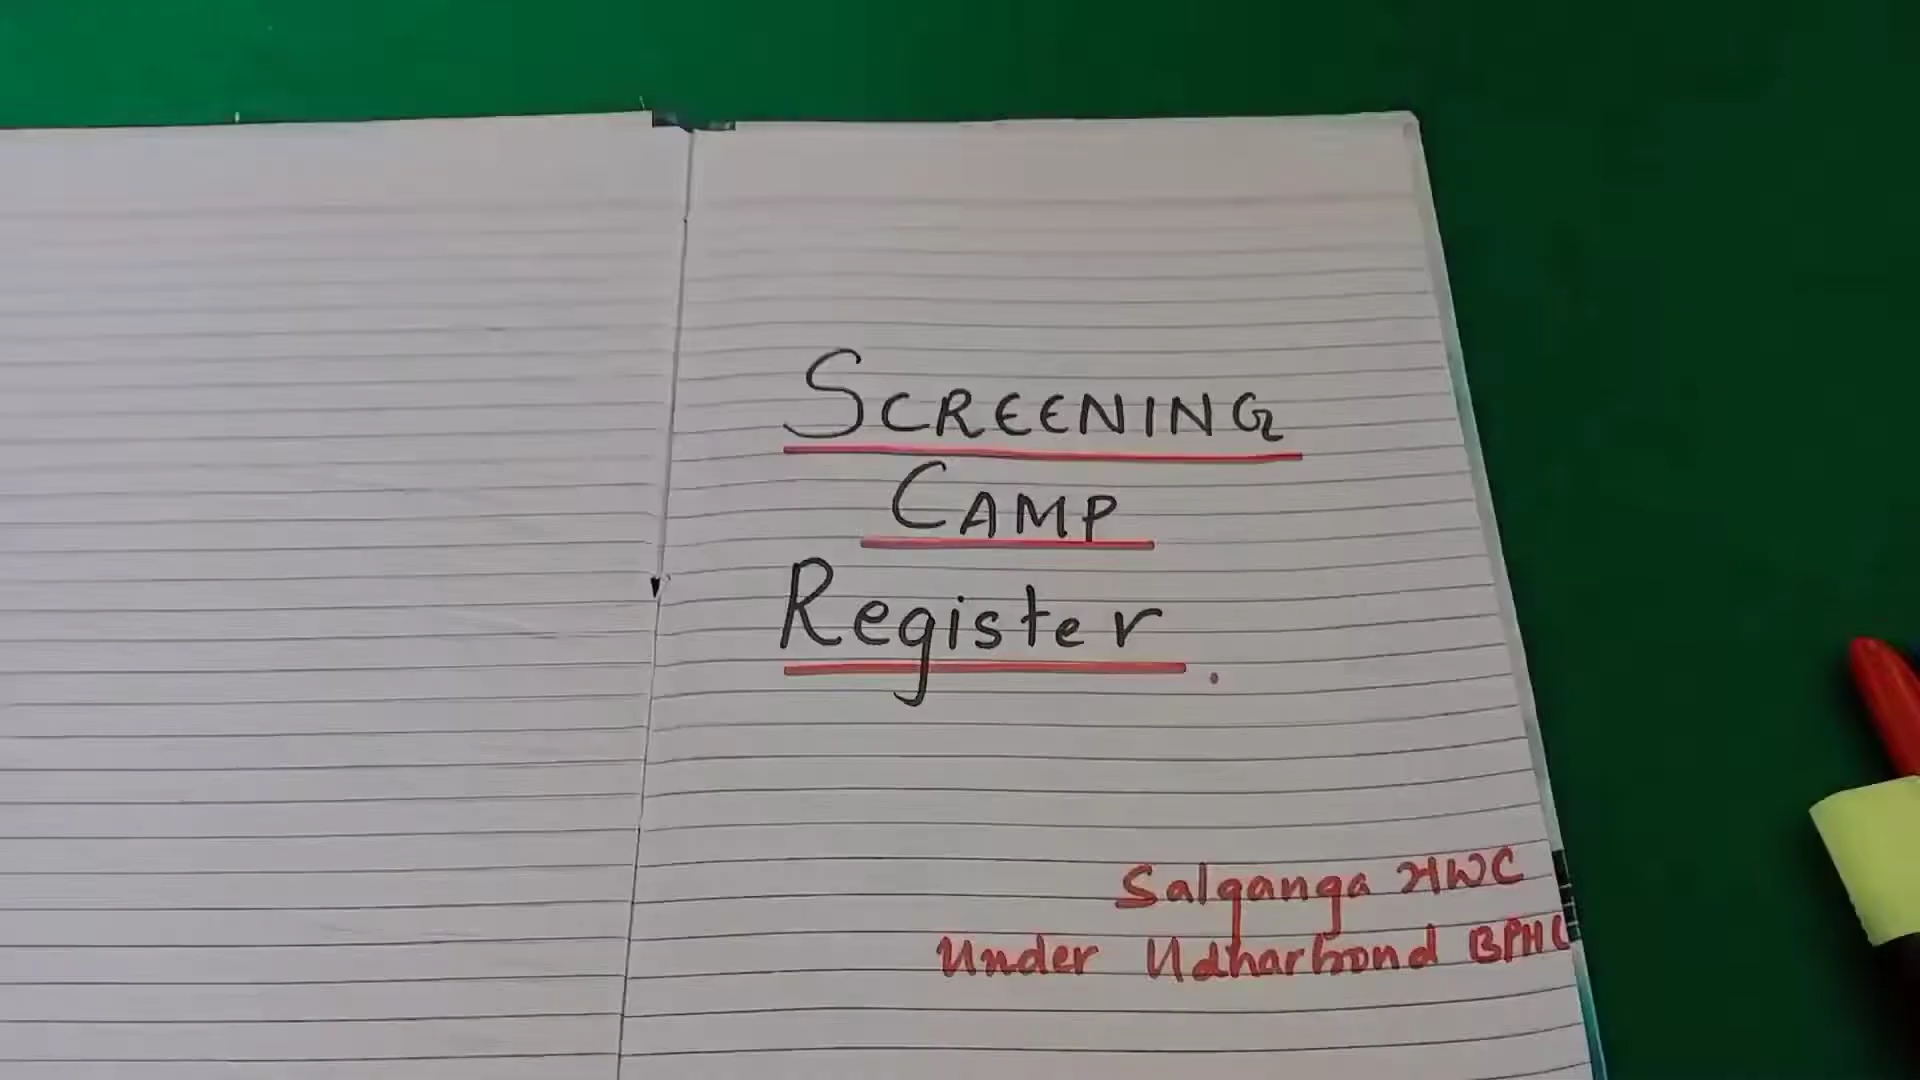 SCREENING
CAMP
Register.
Salganga HWC
Under Udharbond BPHC